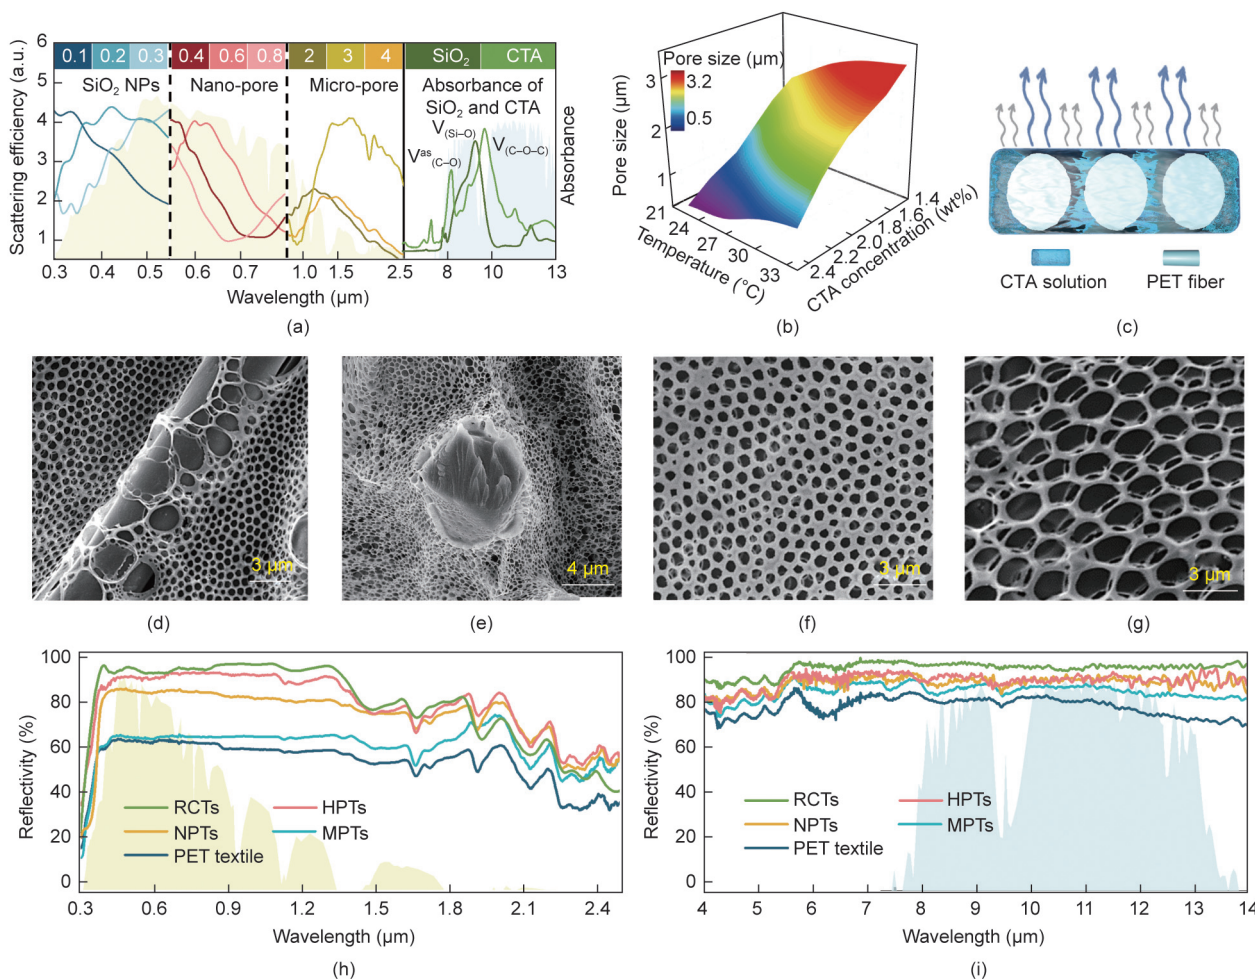 0.1 0.2 0.3 0.4 0.6 0.8 2 3 4 SiO₂ CTA
SiO₂ NPs Nano-pore Micro-pore Absorbance of
SiO₂ and CTA
V(Si–O)
Vᵃˢ(C–O)
V(C–O–C)
Scattering efficiency (a.u.)
6
5
4
3
2
1
Absorbance
0.3 0.4 0.5 0.6 0.7 1.0 1.5 2.5 8 10 13
Wavelength (μm)
(a)
Pore size (μm)
3.2
0.5
Pore size (μm)
3
2
1
21
24
27
30
33
Temperature (°C)
2.4
2.2
2.0
1.8
1.6
1.4
CTA concentration (wt%)
(b)
CTA solution PET fiber
(c)
3 μm
(d)
4 μm
(e)
3 μm
(f)
3 μm
(g)
Reflectivity (%)
100
80
60
40
20
0
RCTs HPTs
NPTs MPTs
PET textile
0.3 0.6 0.9 1.2 1.5 1.8 2.1 2.4
Wavelength (μm)
(h)
Reflectivity (%)
100
80
60
40
20
0
RCTs HPTs
NPTs MPTs
PET textile
4 5 6 7 8 9 10 11 12 13 14
Wavelength (μm)
(i)